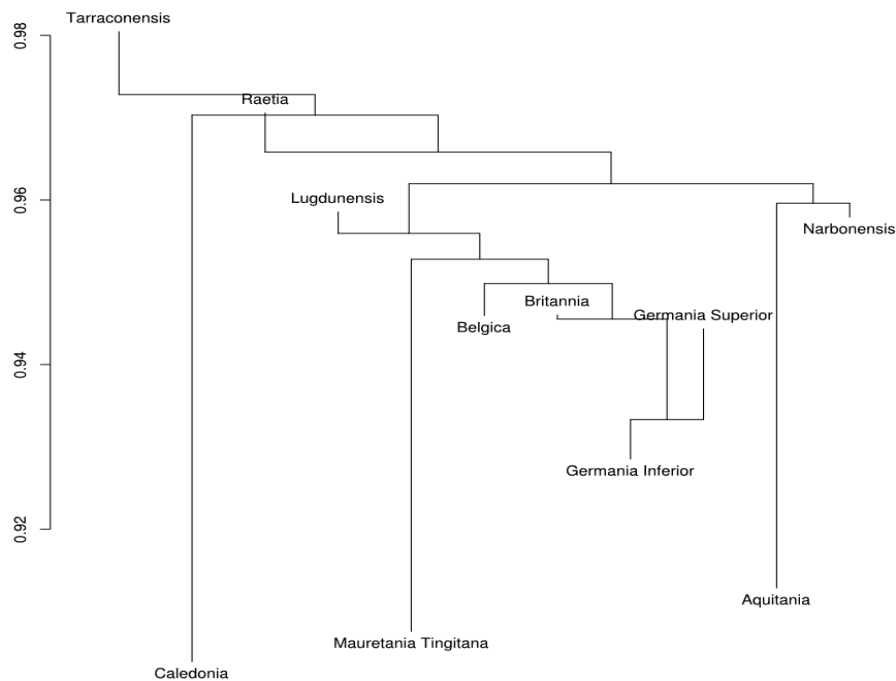 Tarraconensis
0.98
Raetia
0.96
Lugdunensis
Narbonensis
Britannia
Germania Superior
Belgica
0.94
Germania Inferior
0.92
Aquitania
Mauretania Tingitana
Caledonia